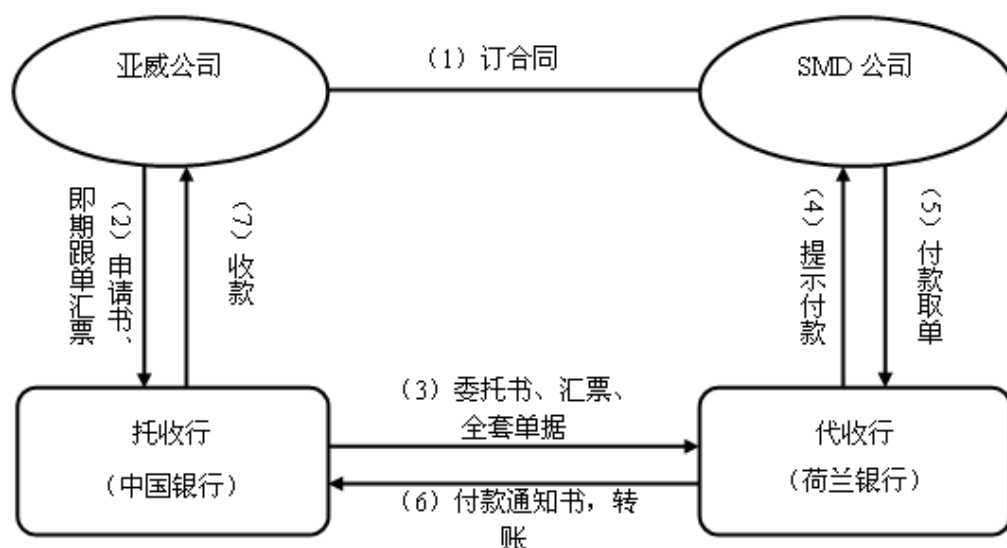 亚威公司
（1）订合同
SMD 公司
（2）申请书、
即期跟单汇票
（7）收款
（4）提示付款
（5）付款取单
托收行
（中国银行）
（3）委托书、汇票、
全套单据
（6）付款通知书，转
账
代收行
（荷兰银行）